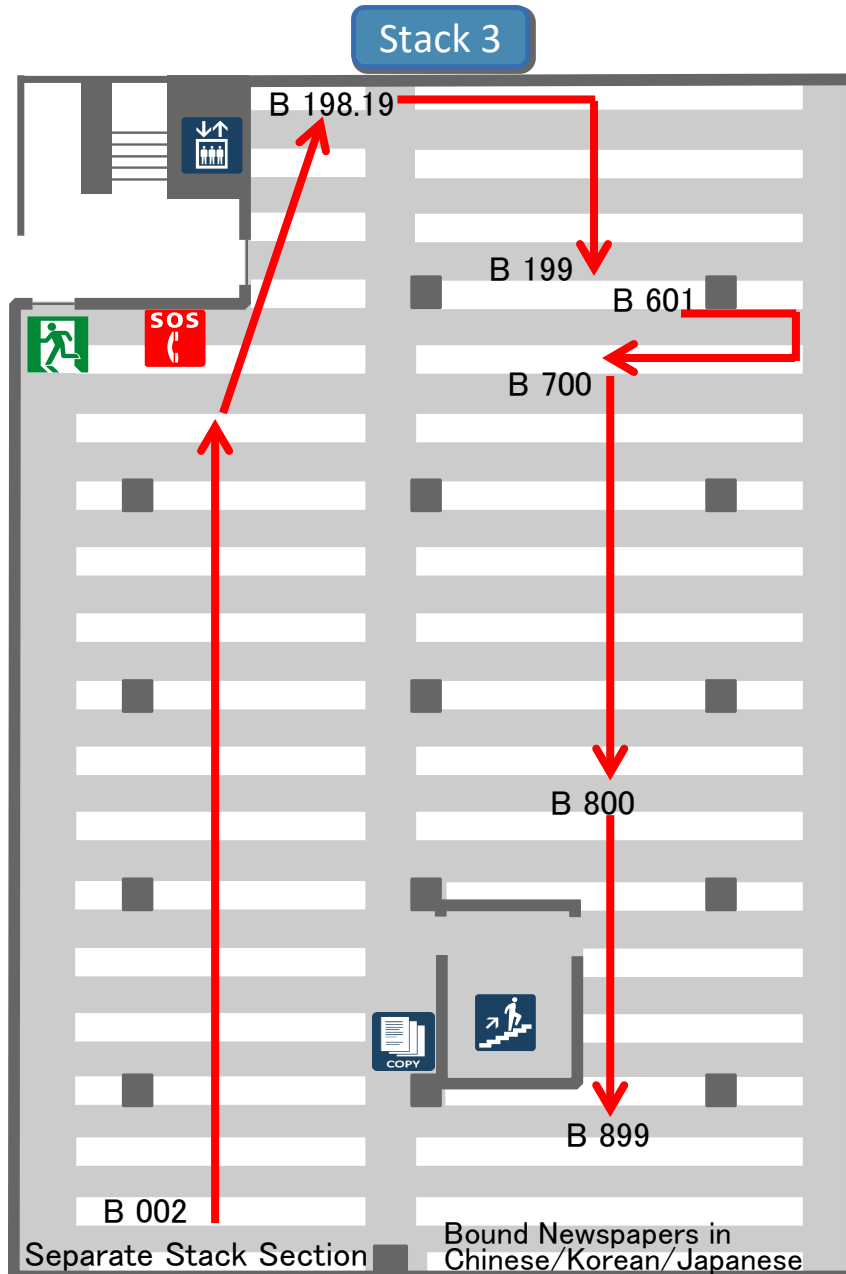 Stack 3
B 198.19
SOS
B 199
B 601
B 700
B 800
COPY
B 899
B 002
Separate Stack Section
Bound Newspapers in
Chinese/Korean/Japanese